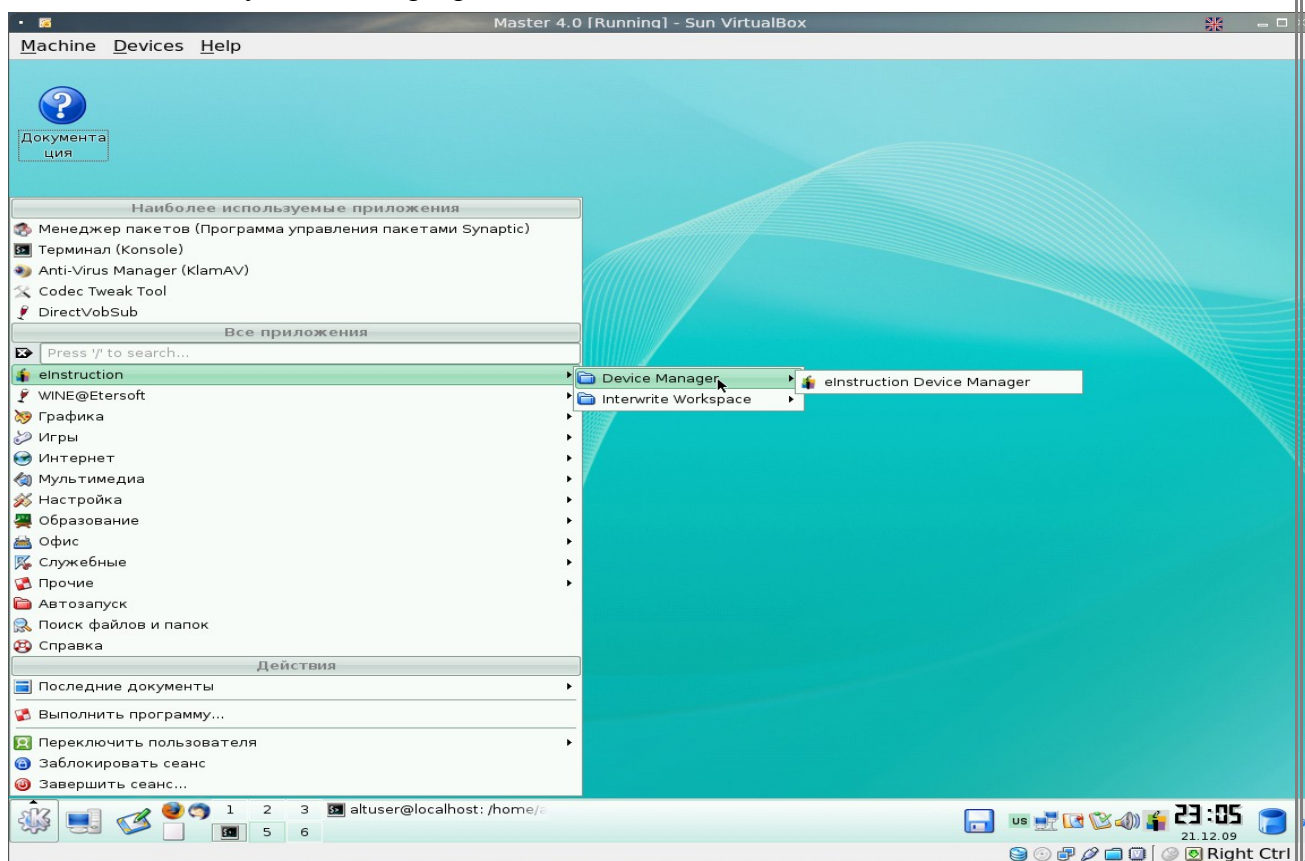 Master 4.0 [Running] - Sun VirtualBox
Machine Devices Help
Документа
ция
Наиболее используемые приложения
Менеджер пакетов (Программа управления пакетами Synaptic)
Терминал (Konsole)
Anti-Virus Manager (KlamAV)
Codec Tweak Tool
DirectVobSub
Все приложения
Press '/' to search...
eInstruction
Device Manager
eInstruction Device Manager
WINE@Etersoft
Interwrite Workspace
Графика
Игры
Интернет
Мультимедиа
Настройка
Образование
Офис
Служебные
Прочие
Автозапуск
Поиск файлов и папок
Справка
Действия
Последние документы
Выполнить программу...
Переключить пользователя
Заблокировать сеанс
Завершить сеанс...
1 2 3 altuser@localhost: /home/
5 6
US 23:05
21.12.09
Right Ctrl